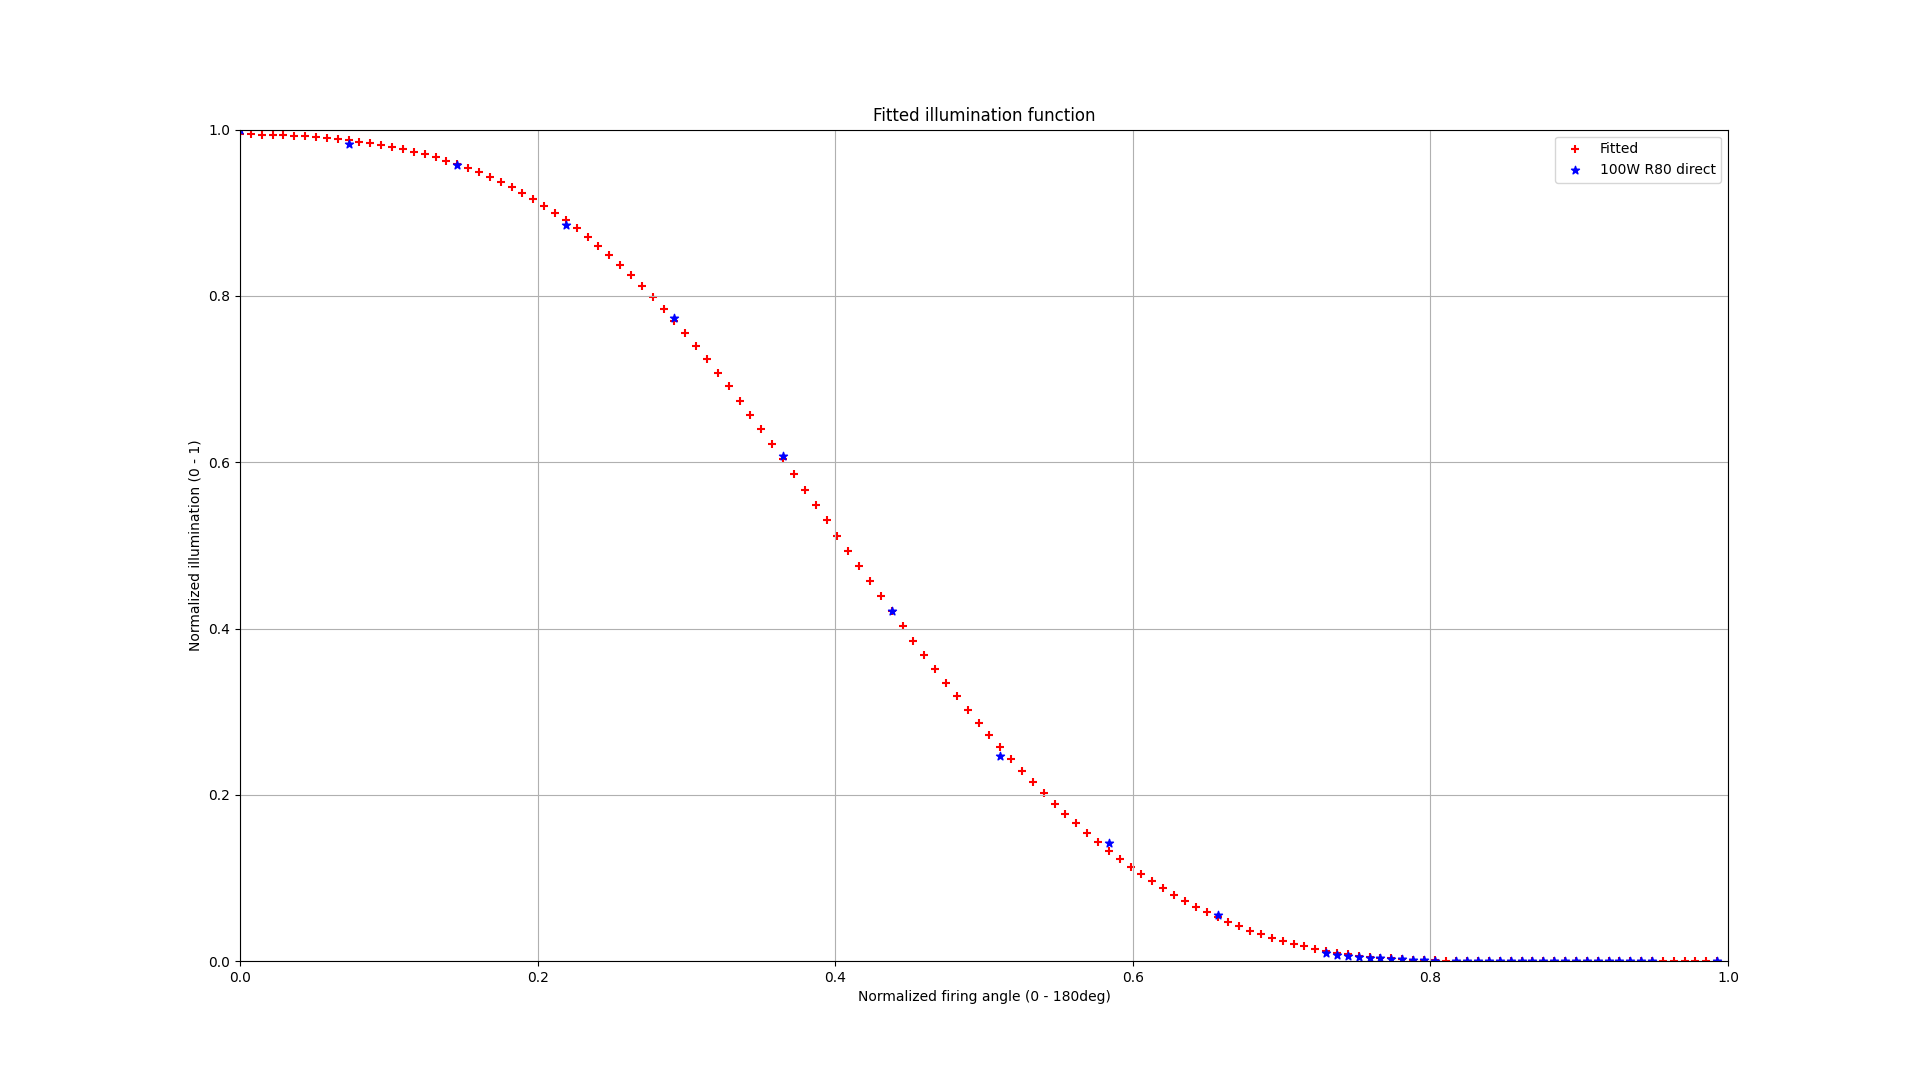 Fitted illumination function
Fitted
100W R80 direct
Normalized illumination (0 - 1)
1.0
0.8
0.6
0.4
0.2
0.0
0.0 0.2 0.4 0.6 0.8 1.0
Normalized firing angle (0 - 180deg)